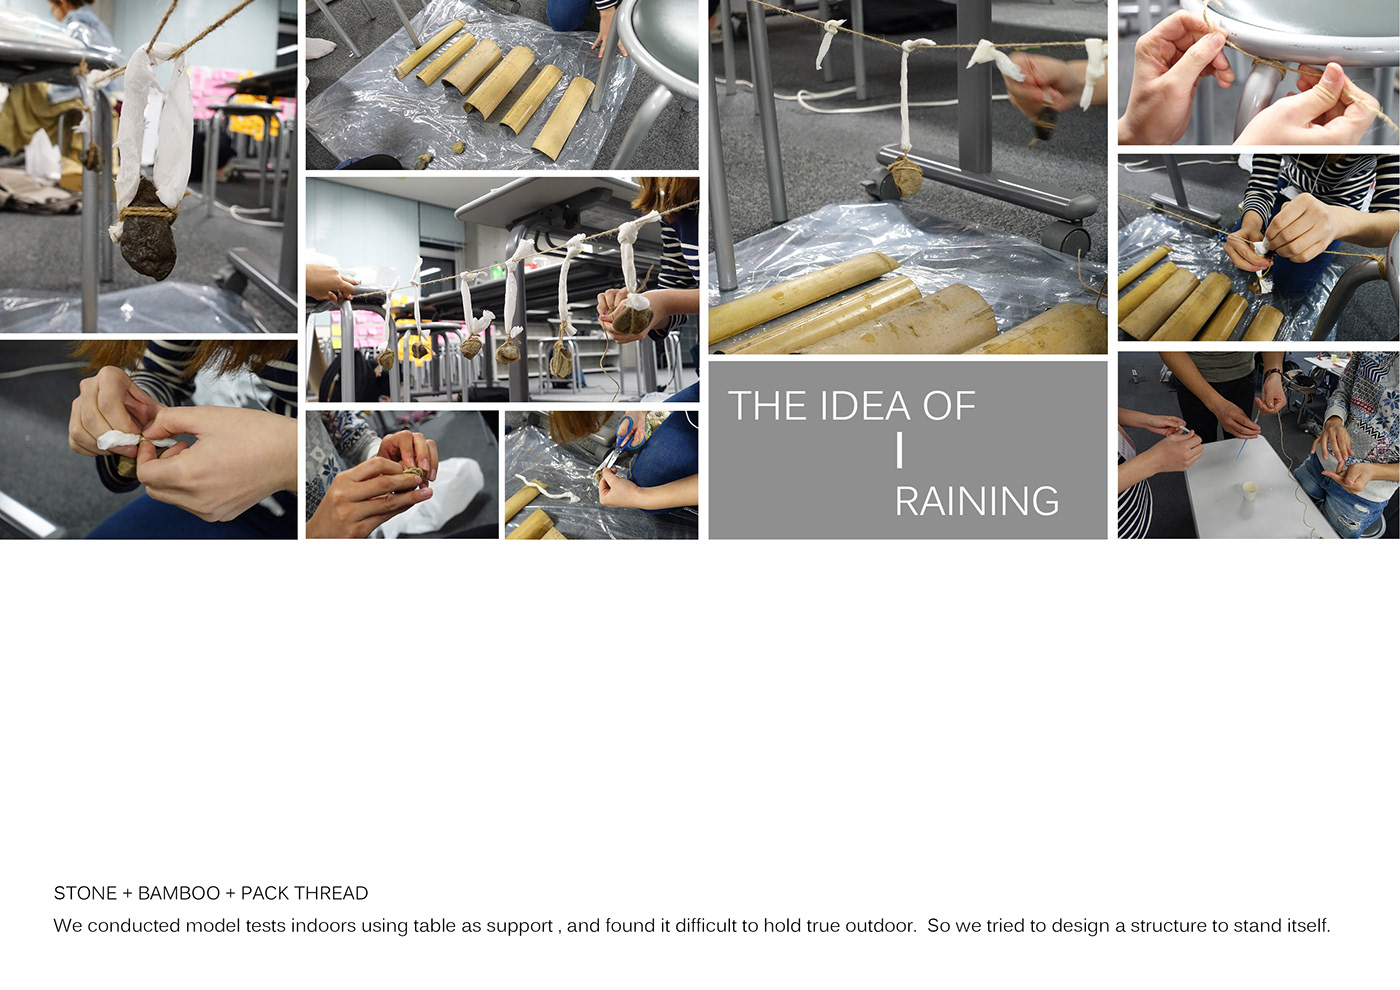 THE IDEA OF
I
RAINING
STONE + BAMBOO + PACK THREAD
We conducted model tests indoors using table as support , and found it difficult to hold true outdoor. So we tried to design a structure to stand itself.